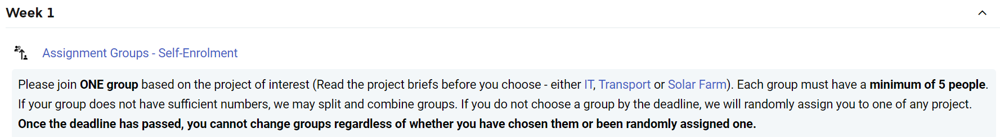 Week 1
Assignment Groups - Self-Enrolment
Please join ONE group based on the project of interest (Read the project briefs before you choose - either IT, Transport or Solar Farm). Each group must have a minimum of 5 people.
If your group does not have sufficient numbers, we may split and combine groups. If you do not choose a group by the deadline, we will randomly assign you to one of any project.
Once the deadline has passed, you cannot change groups regardless of whether you have chosen them or been randomly assigned one.